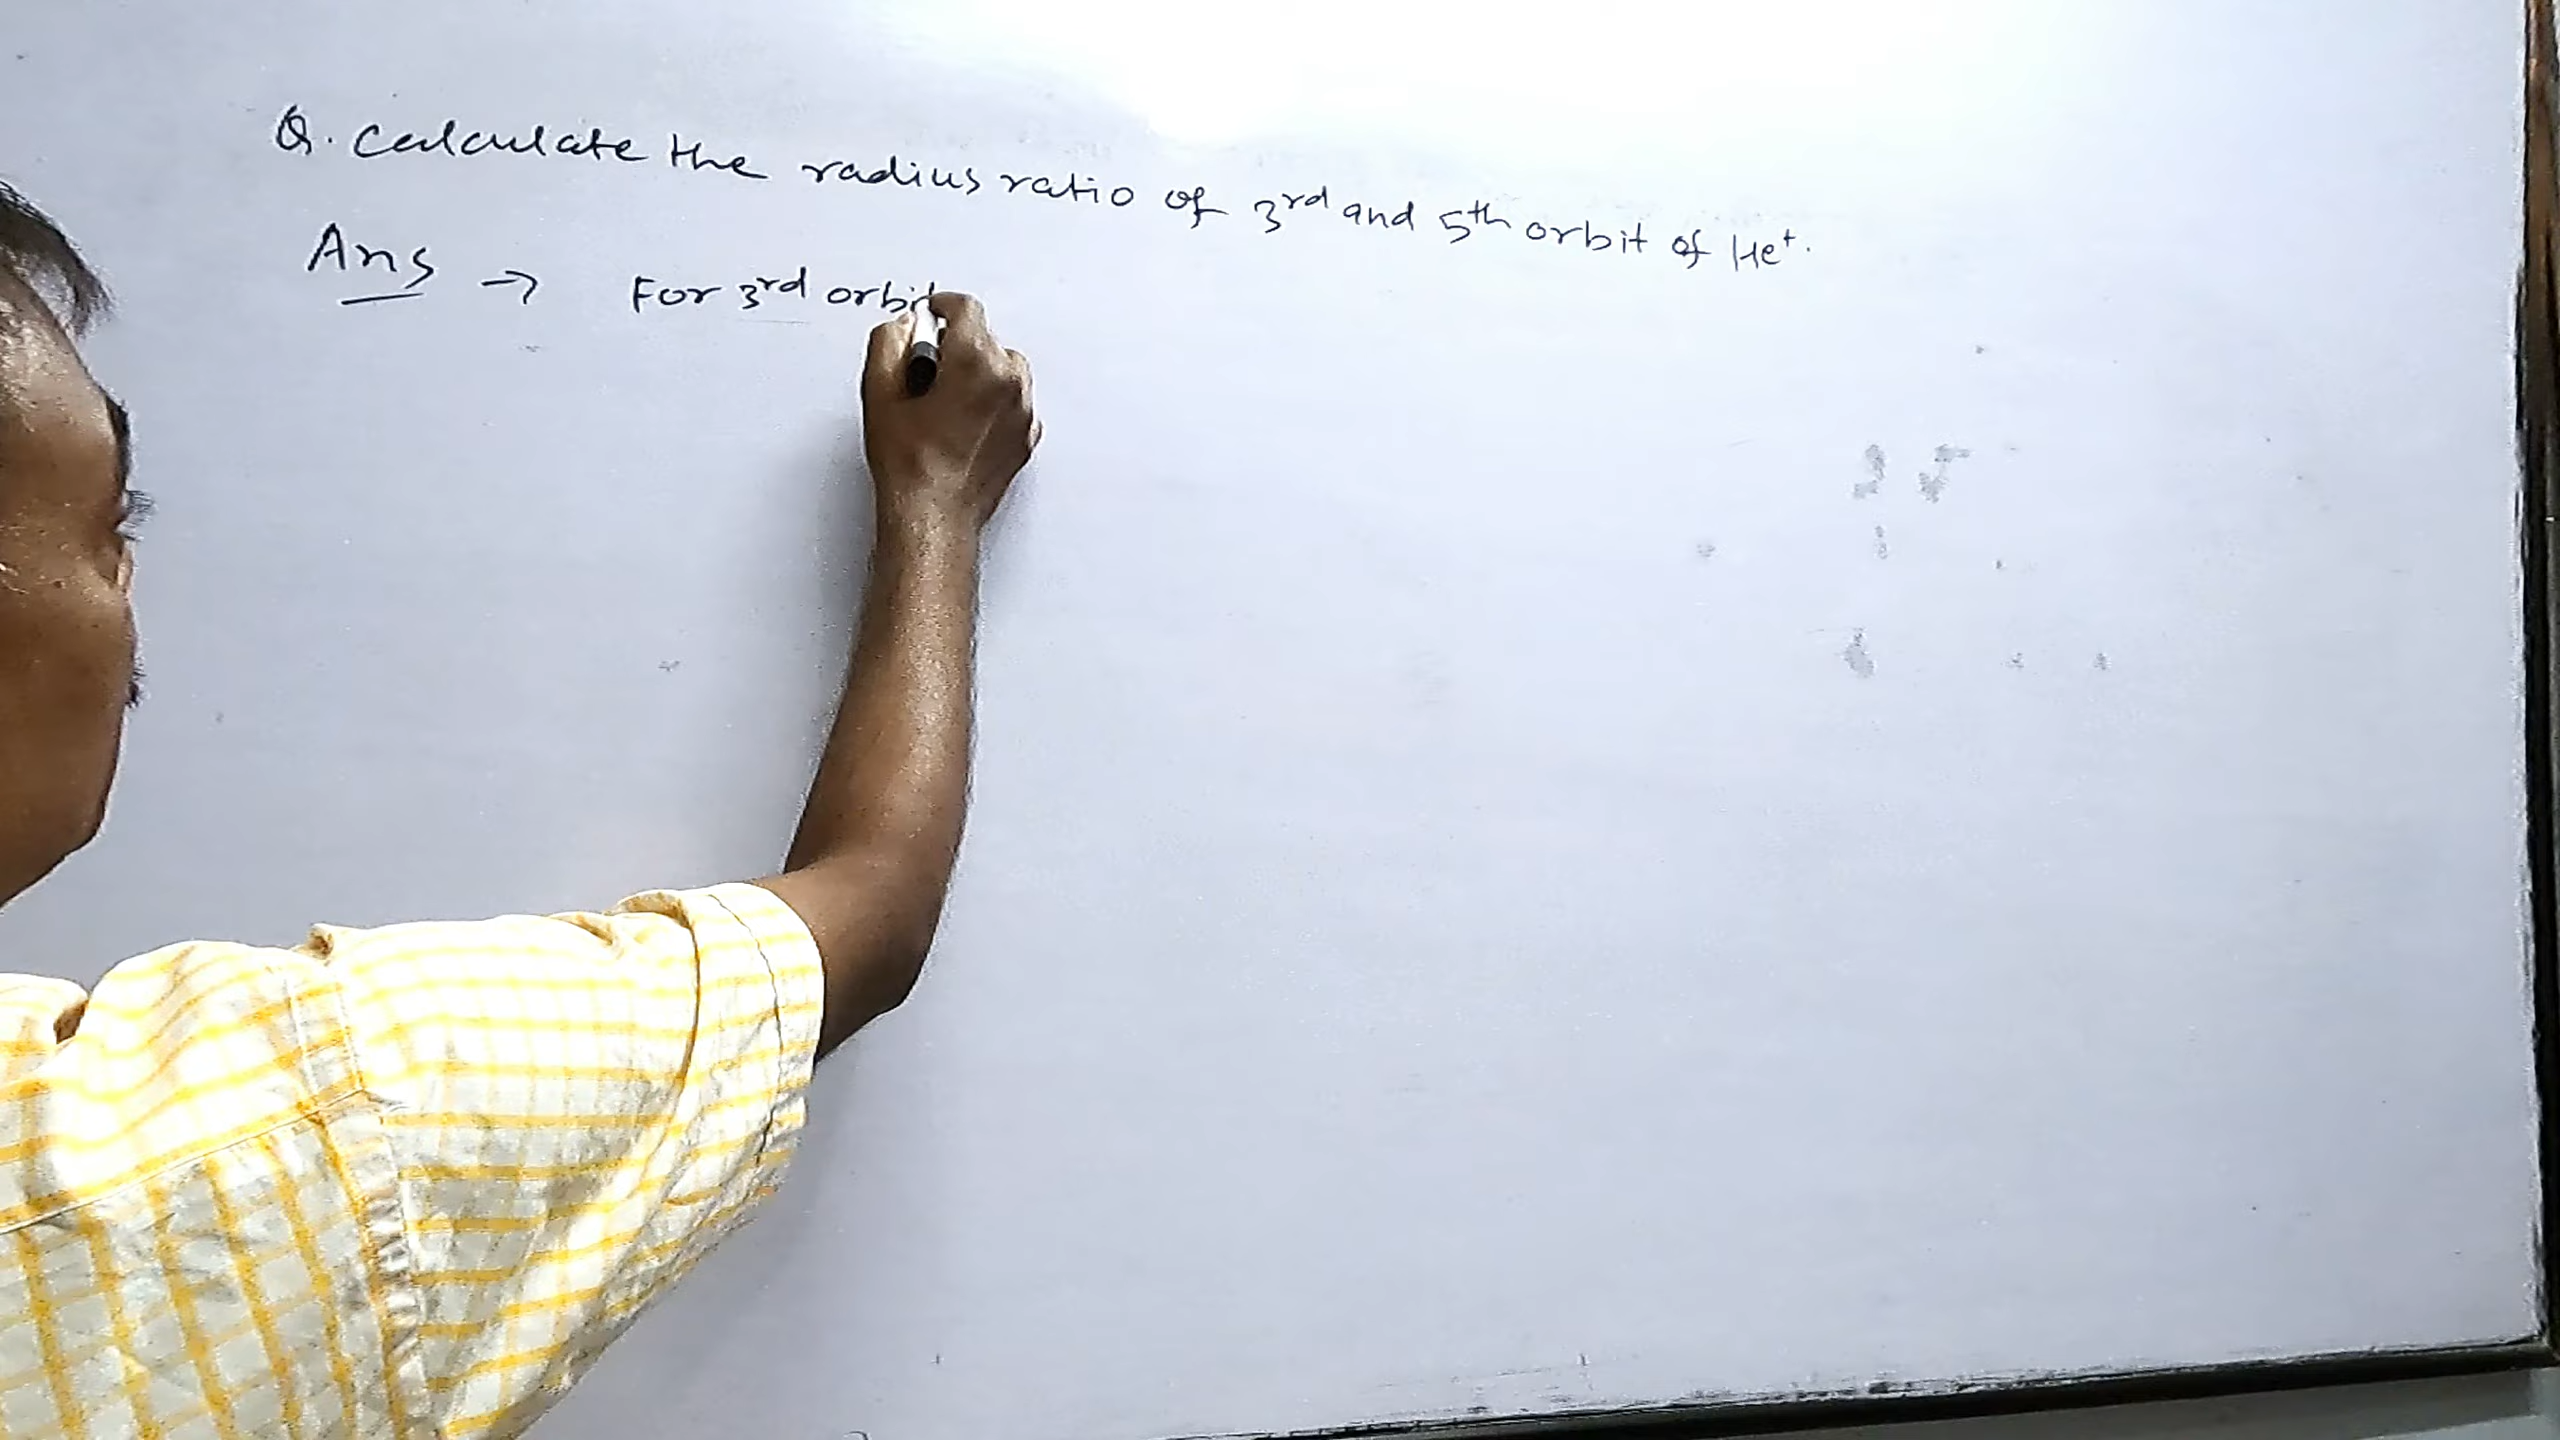 Q. Calculate the radius ratio of 3rd and 5th orbit of He+.
Ans → For 3rd orbit